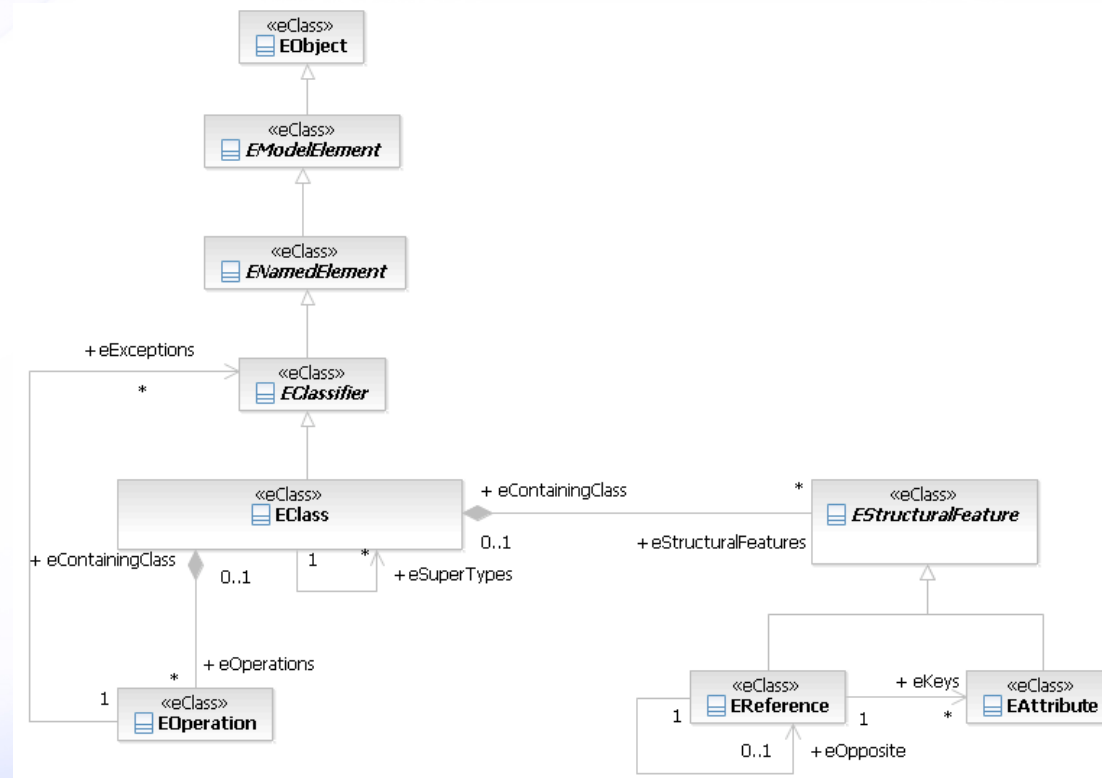 «eClass»
EObject
«eClass»
EModelElement
«eClass»
ENamedElement
+ eExceptions
*
«eClass»
EClassifier
«eClass»
EClass
+ eContainingClass
*
0..1
+ eStructuralFeatures
«eClass»
EStructuralFeature
+ eContainingClass
0..1
1
*
+ eSuperTypes
+ eOperations
*
1
«eClass»
EOperation
«eClass»
EReference
+ eKeys
1
*
«eClass»
EAttribute
1
0..1
+ eOpposite